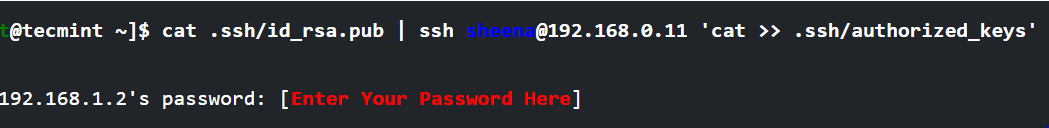 t@tecmint ~]$ cat .ssh/id_rsa.pub | ssh sheena@192.168.0.11 'cat >> .ssh/authorized_keys'
192.168.1.2's password: [Enter Your Password Here]